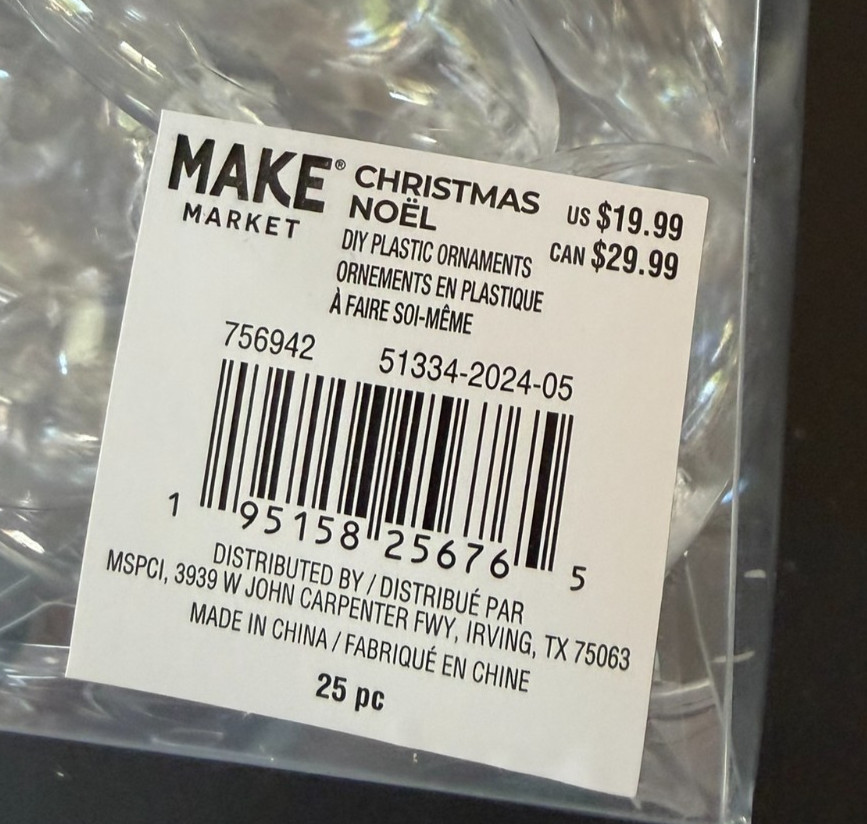 MAKE®
MARKET
CHRISTMAS
NOËL
DIY PLASTIC ORNAMENTS
ORNEMENTS EN PLASTIQUE
À FAIRE SOI-MÊME
US $19.99
CAN $29.99
756942 51334-2024-05
1 95158 25676 5
DISTRIBUTED BY / DISTRIBUÉ PAR
MSPCI, 3939 W JOHN CARPENTER FWY, IRVING, TX 75063
MADE IN CHINA / FABRIQUÉ EN CHINE
25 pc